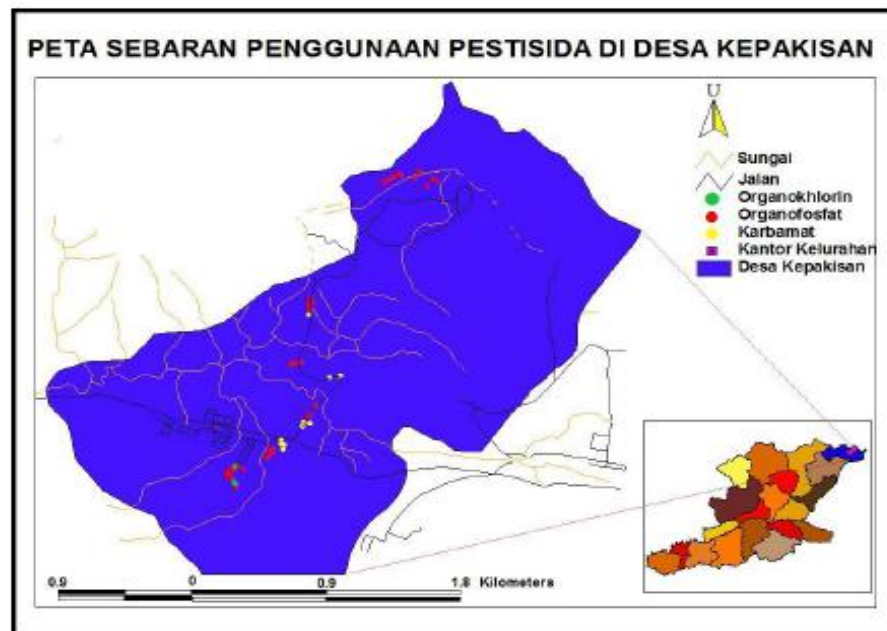 PETA SEBARAN PENGGUNAAN PESTISIDA DI DESA KEPAKISAN
U
Sungai
Jalan
Organokhlorin
Organofosfat
Karbamat
Kantor Kelurahan
Desa Kepakisan
0.9 0 0.9 1.8 Kilometers